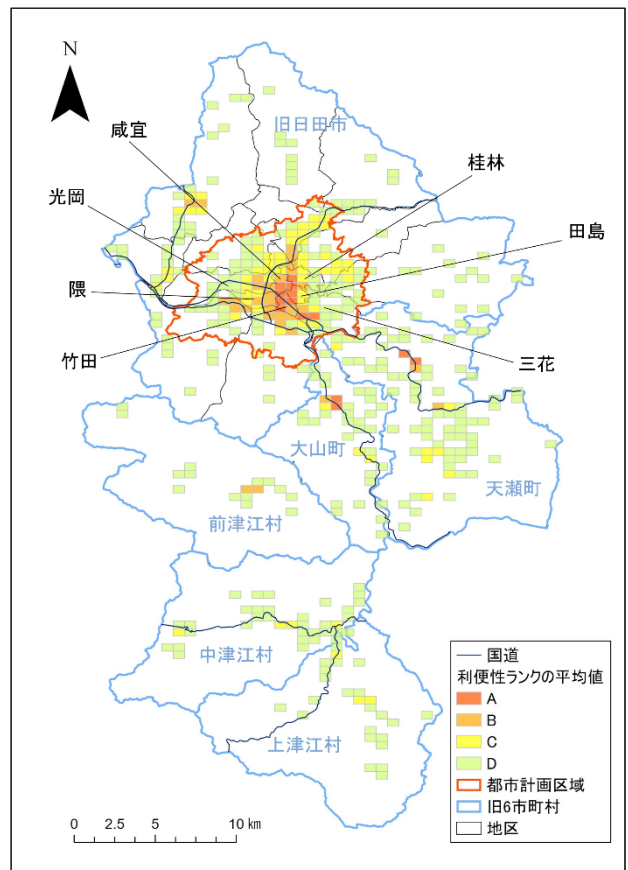 N
旧日田市
咸宜
桂林
光岡
田島
隈
竹田
三花
大山町
天瀬町
前津江村
中津江村
上津江村
国道
利便性ランクの平均値
A
B
C
D
都市計画区域
旧6市町村
地区
0 2.5 5 10 km